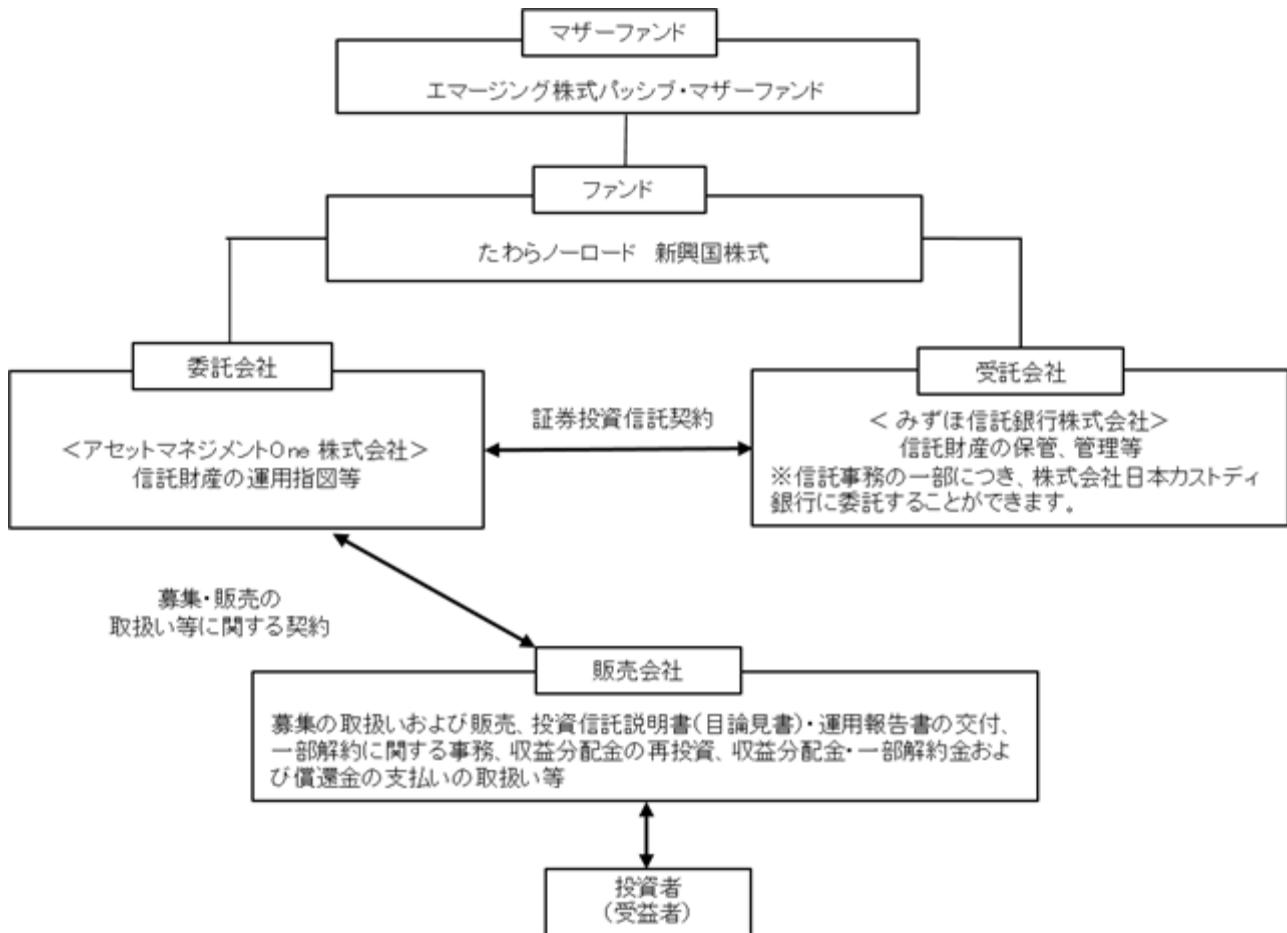 マザーファンド
エマージング株式パッシブ・マザーファンド
ファンド
たわらノーロード　新興国株式
委託会社
＜アセットマネジメントOne 株式会社＞
信託財産の運用指図等
証券投資信託契約
受託会社
＜ みずほ信託銀行株式会社＞
信託財産の保管、管理等
※信託事務の一部につき、株式会社日本カストディ
銀行に委託することができます。
募集・販売の
取扱い等に関する契約
販売会社
募集の取扱いおよび販売、投資信託説明書(目論見書)・運用報告書の交付、
一部解約に関する事務、収益分配金の再投資、収益分配金・一部解約金およ
び償還金の支払いの取扱い等
投資者
(受益者)